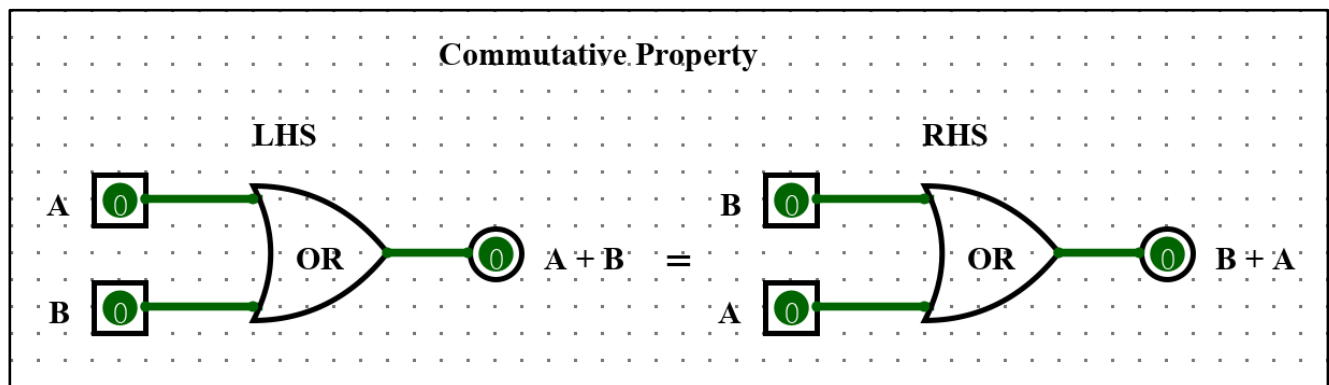 Commutative Property
LHS
RHS
A 0
B 0
OR 0 A + B = B 0
A 0
OR 0 B + A